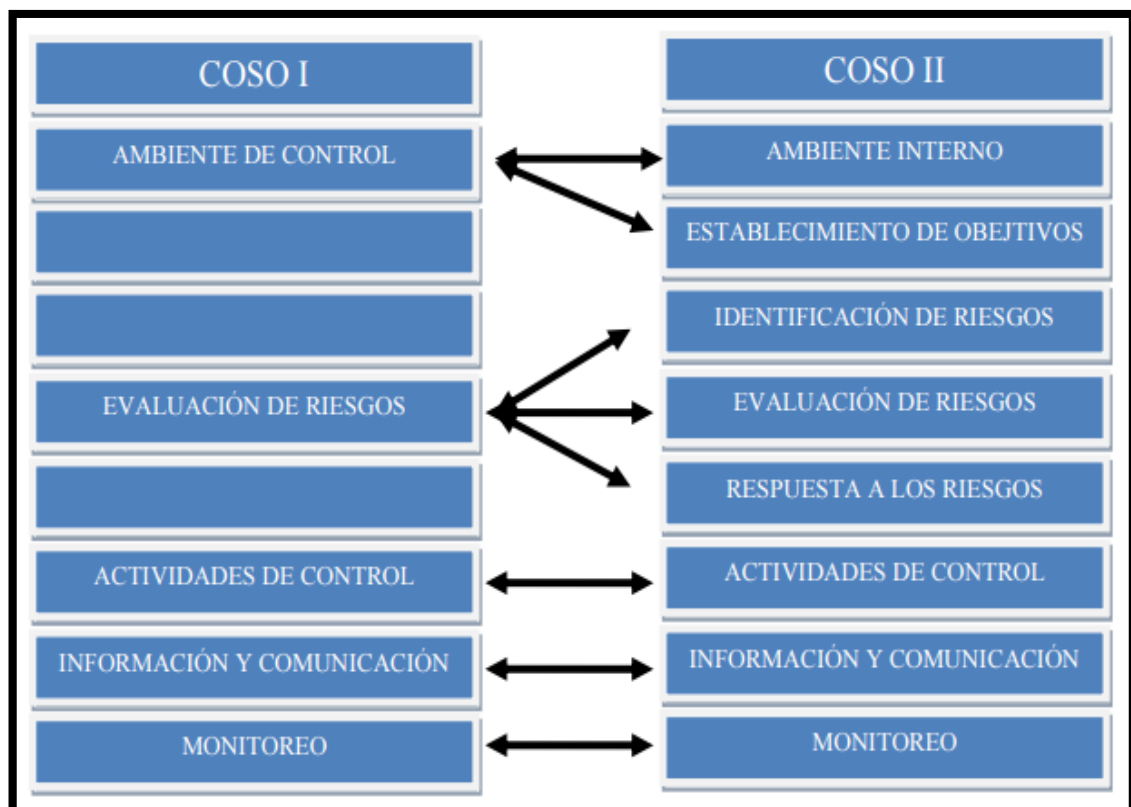 COSO I
AMBIENTE DE CONTROL
EVALUACIÓN DE RIESGOS
ACTIVIDADES DE CONTROL
INFORMACIÓN Y COMUNICACIÓN
MONITOREO
COSO II
AMBIENTE INTERNO
ESTABLECIMIENTO DE OBEJTIVOS
IDENTIFICACIÓN DE RIESGOS
EVALUACIÓN DE RIESGOS
RESPUESTA A LOS RIESGOS
ACTIVIDADES DE CONTROL
INFORMACIÓN Y COMUNICACIÓN
MONITOREO